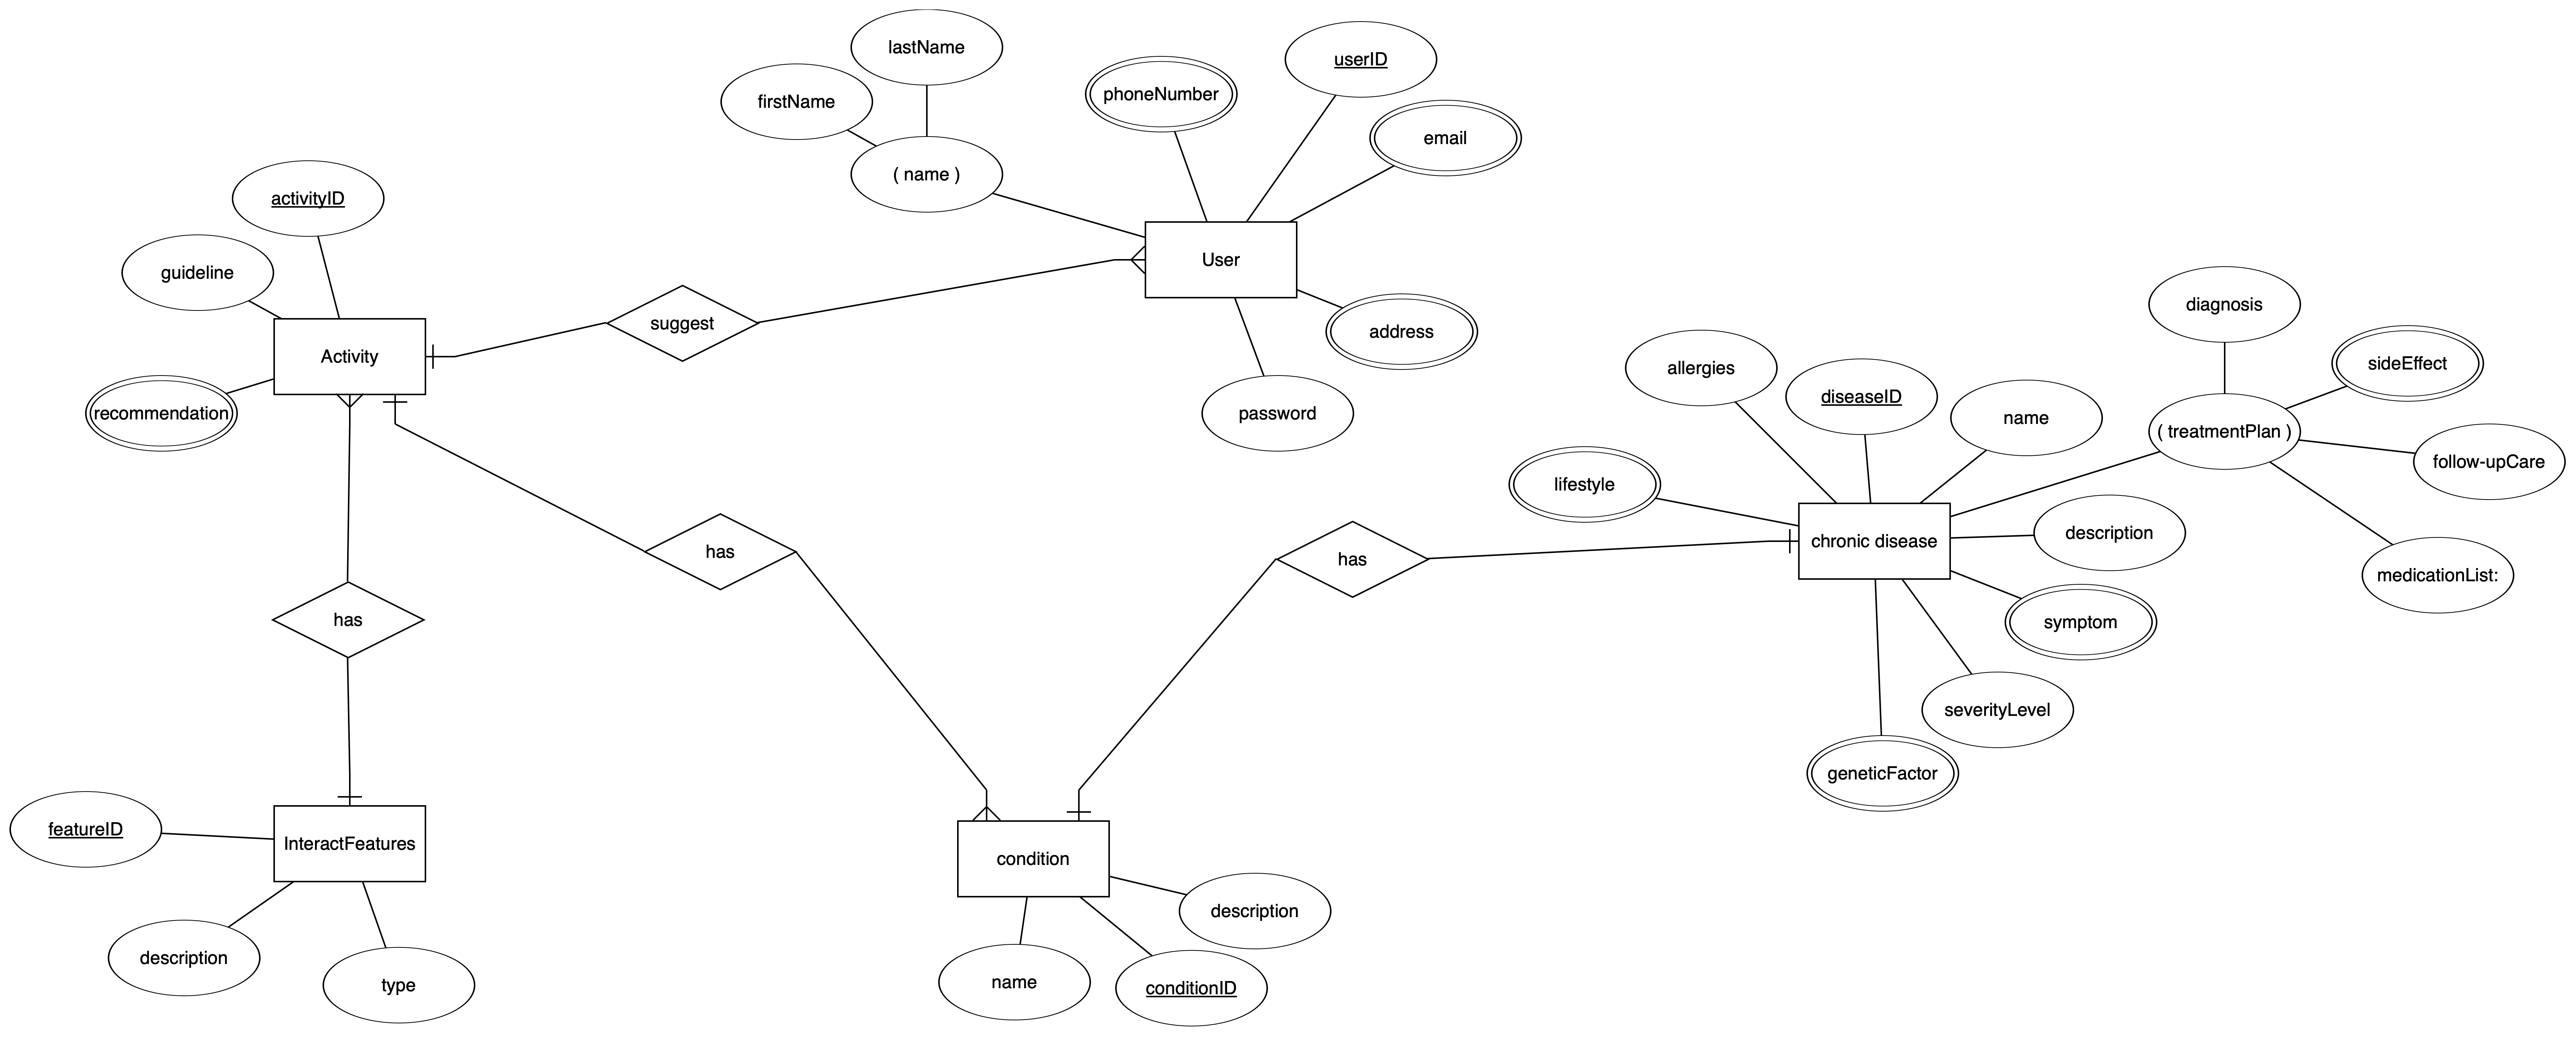 lastName
firstName
( name )
phoneNumber
userID
email
User
address
password
activityID
guideline
Activity
recommendation
suggest
has
has
has
InteractFeatures
featureID
description
type
condition
name
conditionID
description
chronic disease
lifestyle
allergies
diseaseID
name
( treatmentPlan )
diagnosis
sideEffect
follow-upCare
medicationList:
description
symptom
severityLevel
geneticFactor